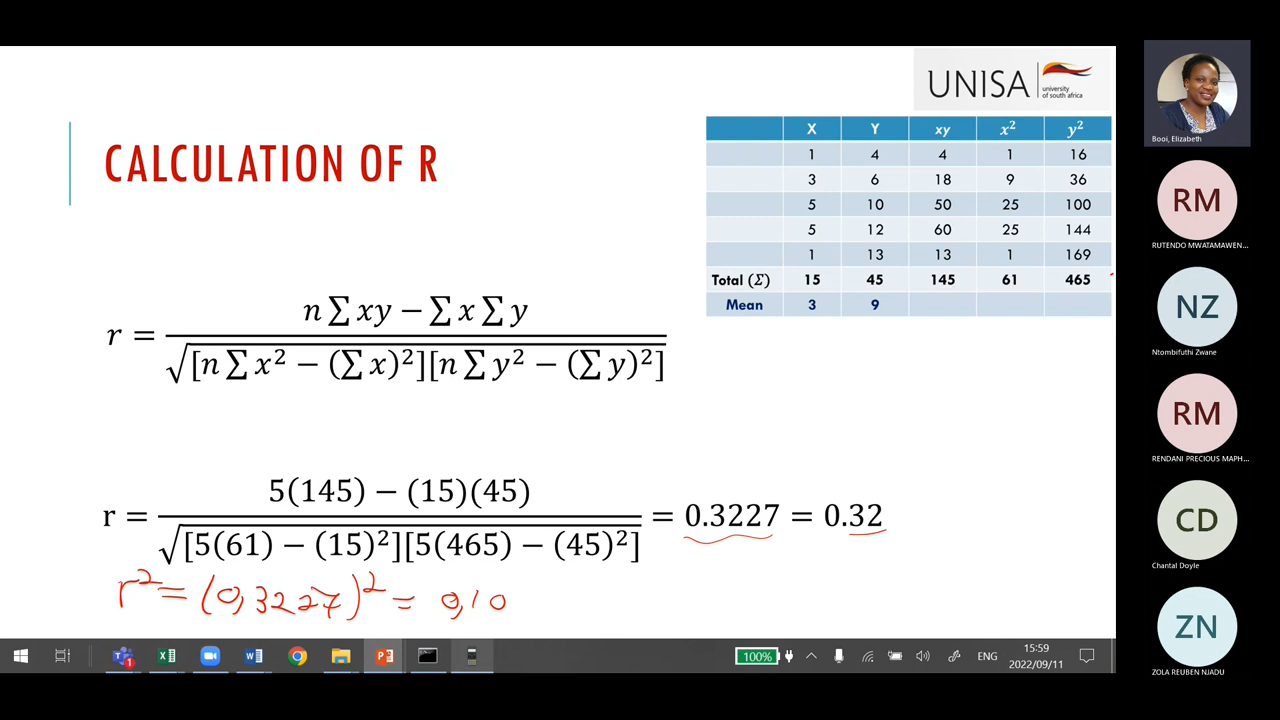 UNISA
university
of south africa
CALCULATION OF R
X Y xy x² y²
1 4 4 1 16
3 6 18 9 36
5 10 50 25 100
5 12 60 25 144
1 13 13 1 169
Total (Σ) 15 45 145 61 465
Mean 3 9
r = n∑xy − ∑x∑y / √[n∑x² − (∑x)²][n∑y² − (∑y)²]
r = 5(145) − (15)(45) / √[5(61) − (15)²][5(465) − (45)²] = 0.3227 = 0.32
r² = (0,3227)² = 0,10
Booi, Elizabeth
RM
RUTENDO MWATAMAWEN...
NZ
Ntombifuthi Zwane
RM
RENDANI PRECIOUS MAPH...
CD
Chantal Doyle
ZN
ZOLA REUBEN NJADU
1
100%
ENG
15:59
2022/09/11